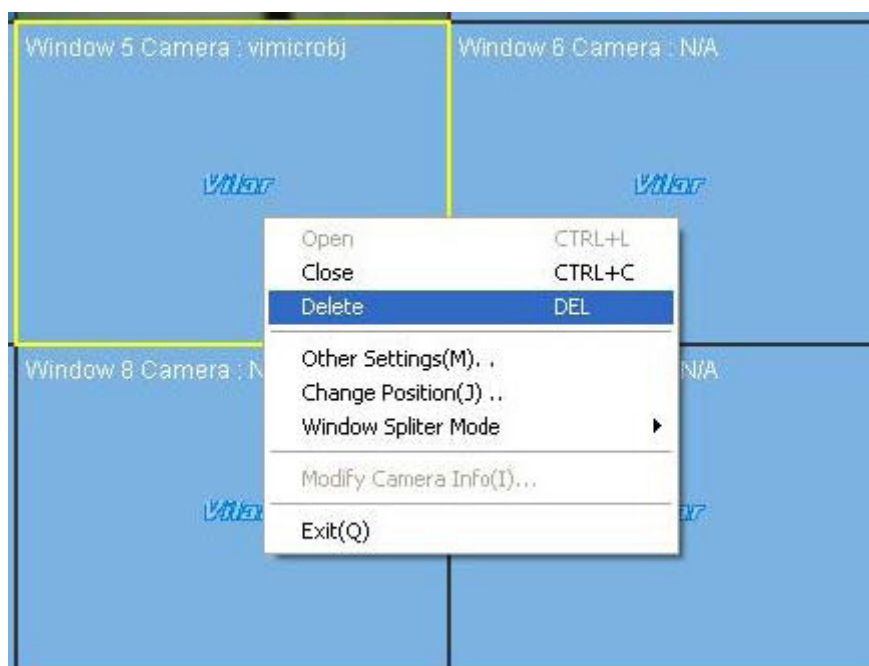 Window 5 Camera : vimicrobj
Window 6 Camera : N/A
Vilar
Vilar
Open CTRL+L
Close CTRL+C
Delete DEL
Other Settings(M). .
Change Position(J) ..
Window Spliter Mode
Modify Camera Info(I)...
Exit(Q)
Window 8 Camera : N
N/A